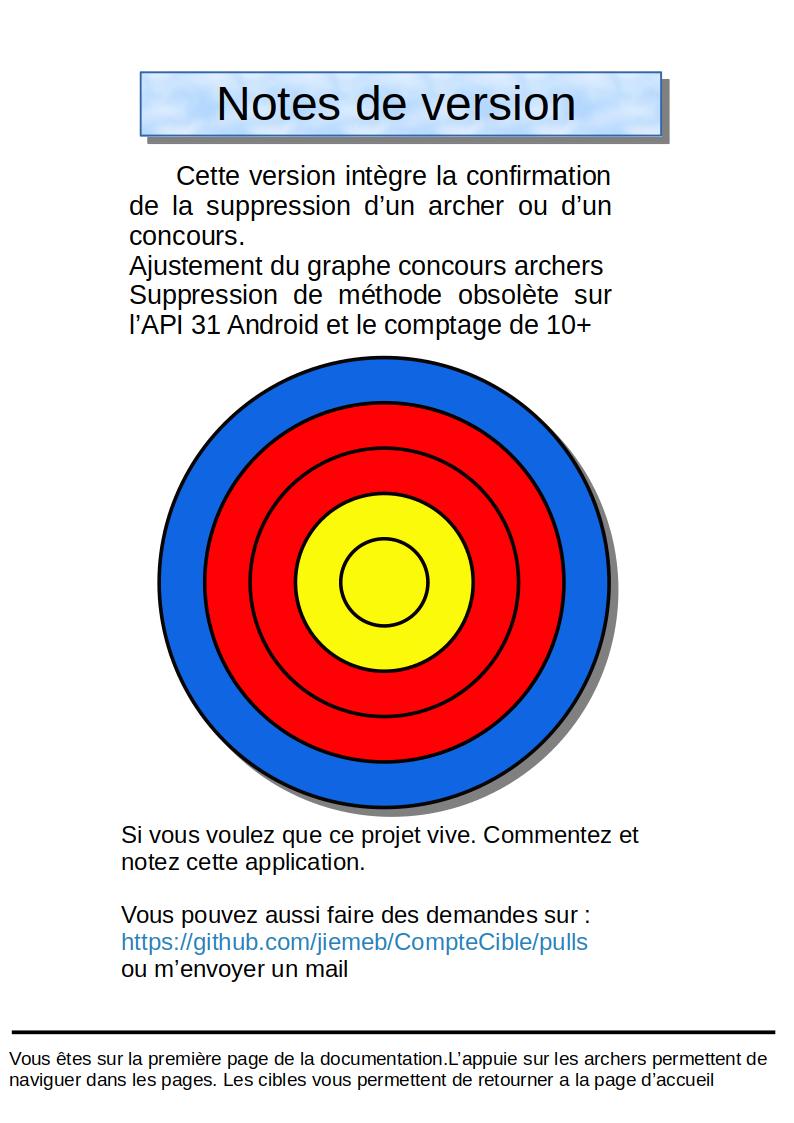 Notes de version
Cette version intègre la confirmation
de la suppression d’un archer ou d’un
concours.
Ajustement du graphe concours archers
Suppression de méthode obsolète sur
l’API 31 Android et le comptage de 10+
Si vous voulez que ce projet vive. Commentez et
notez cette application.
Vous pouvez aussi faire des demandes sur :
https://github.com/jiemeb/CompteCible/pulls
ou m’envoyer un mail
Vous êtes sur la première page de la documentation.L’appuie sur les archers permettent de
naviguer dans les pages. Les cibles vous permettent de retourner a la page d’accueil